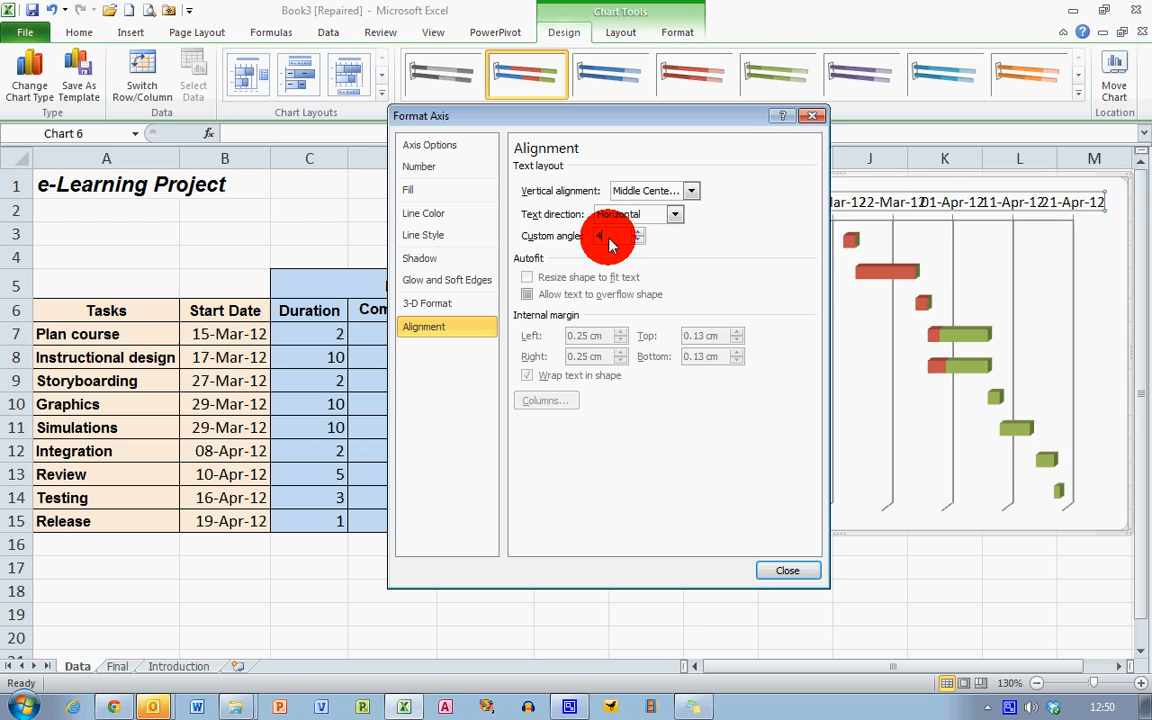 Book3 [Repaired] - Microsoft Excel
Chart Tools
File Home Insert Page Layout Formulas Data Review View PowerPivot Design Layout Format
Change Chart Type
Save As Template
Switch Row/Column
Select Data
Move Chart
Type Data Chart Layouts Location
Chart 6
fx
Format Axis
A B C J K L M
1 e-Learning Project
2
3
4
5
6 Tasks Start Date Duration Com
7 Plan course 15-Mar-12 2
8 Instructional design 17-Mar-12 10
9 Storyboarding 27-Mar-12 2
10 Graphics 29-Mar-12 10
11 Simulations 29-Mar-12 10
12 Integration 08-Apr-12 2
13 Review 10-Apr-12 5
14 Testing 16-Apr-12 3
15 Release 19-Apr-12 1
16
17
18
19
20
Axis Options
Number
Fill
Line Color
Line Style
Shadow
Glow and Soft Edges
3-D Format
Alignment
Alignment
Text layout
Vertical alignment: Middle Cente...
Text direction: Horizontal
Custom angle: 4
Autofit
Resize shape to fit text
Allow text to overflow shape
Internal margin
Left: 0.25 cm Top: 0.13 cm
Right: 0.25 cm Bottom: 0.13 cm
Wrap text in shape
Columns...
Close
01-Apr-12 11-Apr-12 21-Apr-12
Data Final Introduction
Ready 130%
12:50